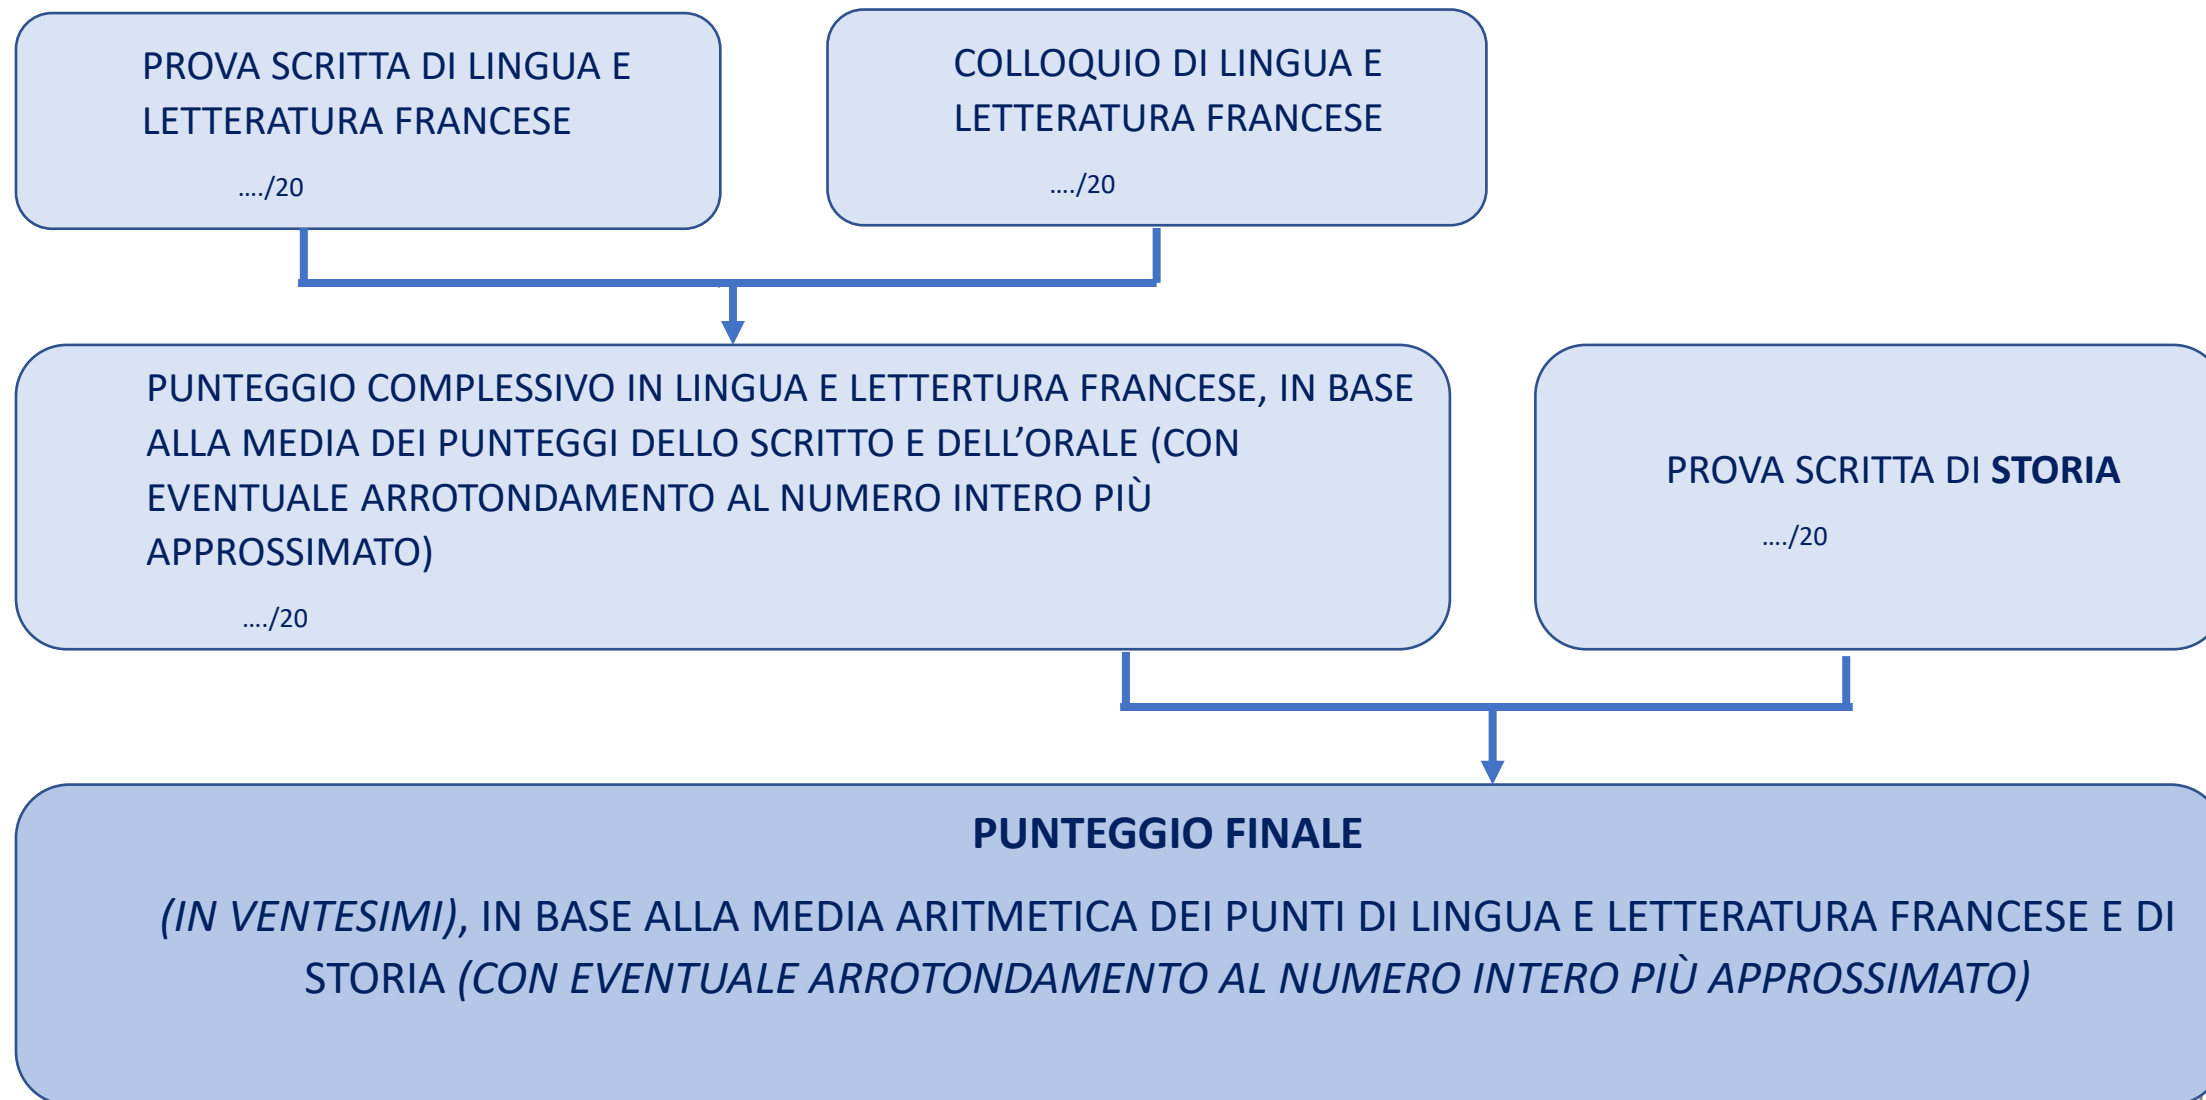 PROVA SCRITTA DI LINGUA E
LETTERATURA FRANCESE
…./20
COLLOQUIO DI LINGUA E
LETTERATURA FRANCESE
…./20
PUNTEGGIO COMPLESSIVO IN LINGUA E LETTERTURA FRANCESE, IN BASE
ALLA MEDIA DEI PUNTEGGI DELLO SCRITTO E DELL’ORALE (CON
EVENTUALE ARROTONDAMENTO AL NUMERO INTERO PIÙ
APPROSSIMATO)
…./20
PROVA SCRITTA DI STORIA
…./20
PUNTEGGIO FINALE
(IN VENTESIMI), IN BASE ALLA MEDIA ARITMETICA DEI PUNTI DI LINGUA E LETTERATURA FRANCESE E DI
STORIA (CON EVENTUALE ARROTONDAMENTO AL NUMERO INTERO PIÙ APPROSSIMATO)